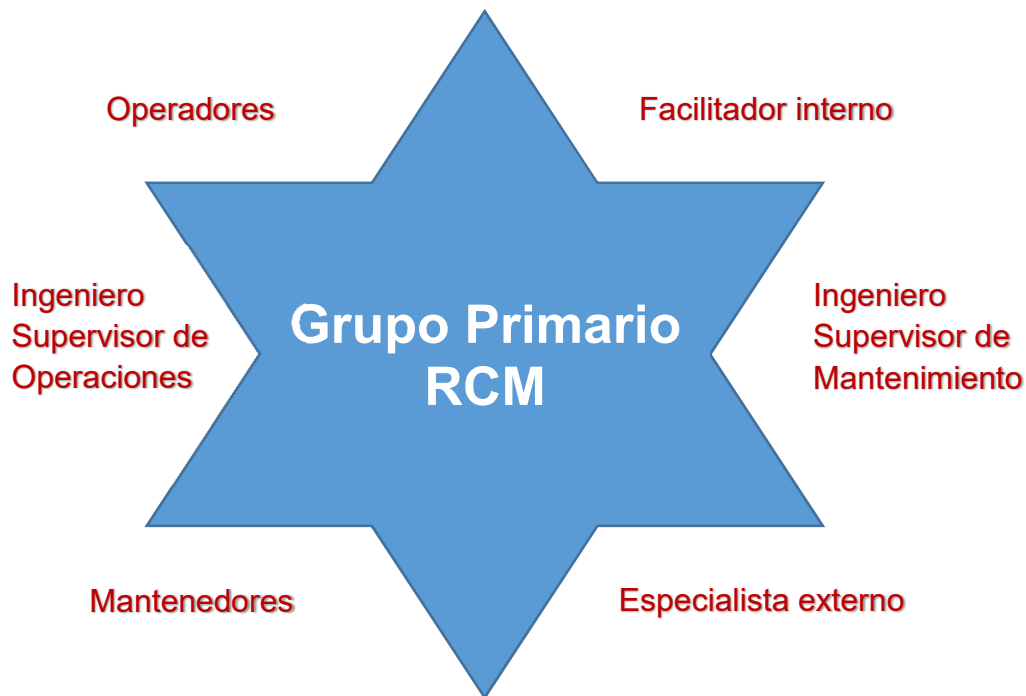 Operadores
Facilitador interno
Ingeniero
Supervisor de
Operaciones
Grupo Primario
RCM
Ingeniero
Supervisor de
Mantenimiento
Mantenedores
Especialista externo